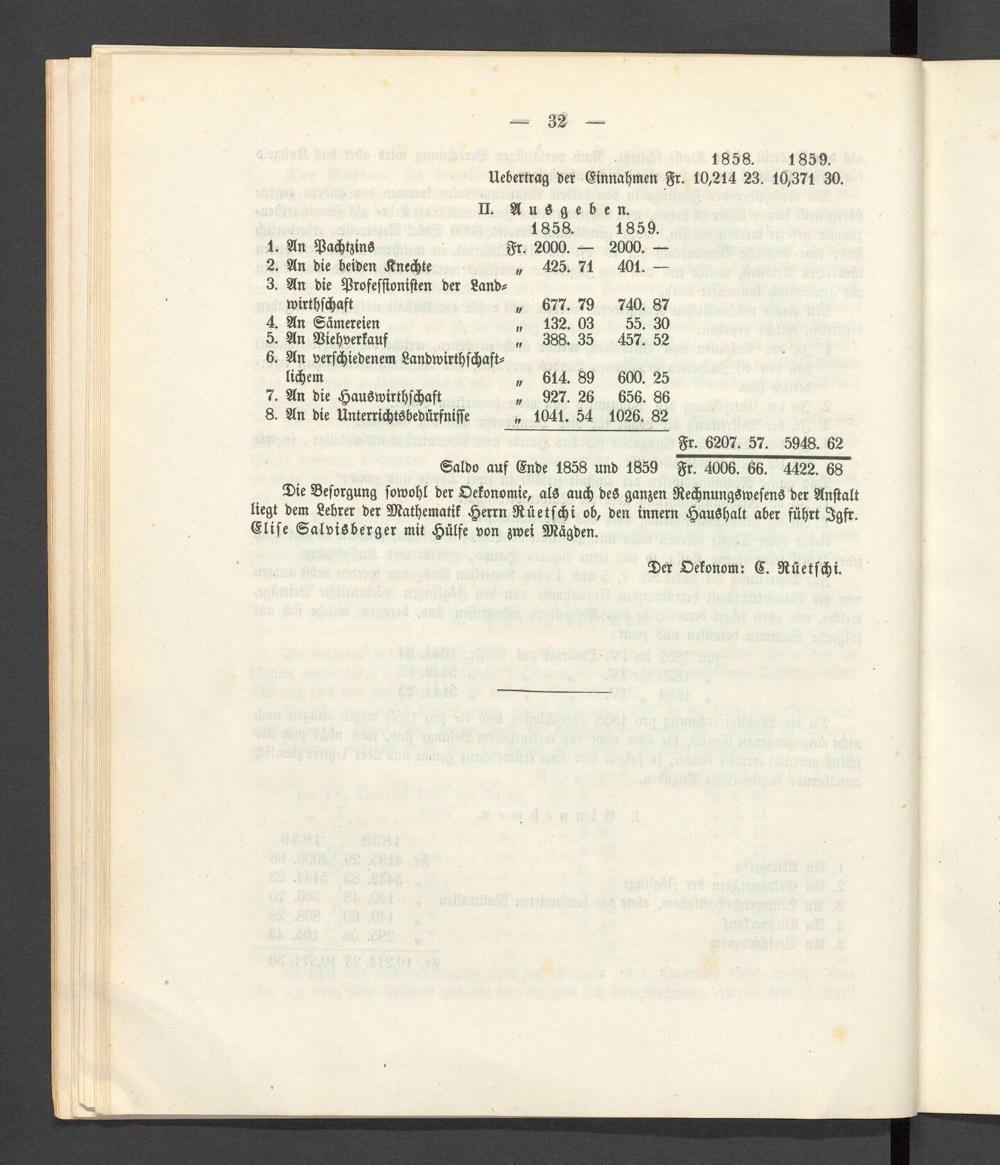 — 32 —
1858. 1859.
Uebertrag der Einnahmen Fr. 10,214 23. 10,371 30.
II. Ausgeben.
1858. 1859.
1. An Pachtzins Fr. 2000. — 2000. —
2. An die beiden Knechte „ 425. 71 401. —
3. An die Professionisten der Land-
wirthschaft „ 677. 79 740. 87
4. An Sämereien „ 132. 03 55. 30
5. An Viehverkauf „ 388. 35 457. 52
6. An verschiedenem Landwirthschaft-
lichem „ 614. 89 600. 25
7. An die Hauswirthschaft „ 927. 26 656. 86
8. An die Unterrichtsbedürfnisse „ 1041. 54 1026. 82
Fr. 6207. 57. 5948. 62
Saldo auf Ende 1858 und 1859 Fr. 4006. 66. 4422. 68
Die Besorgung sowohl der Oekonomie, als auch des ganzen Rechnungswesens der Anstalt
liegt dem Lehrer der Mathematik Herrn Rüetschi ob, den innern Haushalt aber führt Jgfr.
Elise Salvisberger mit Hülfe von zwei Mägden.
Der Oekonom: C. Rüetschi.